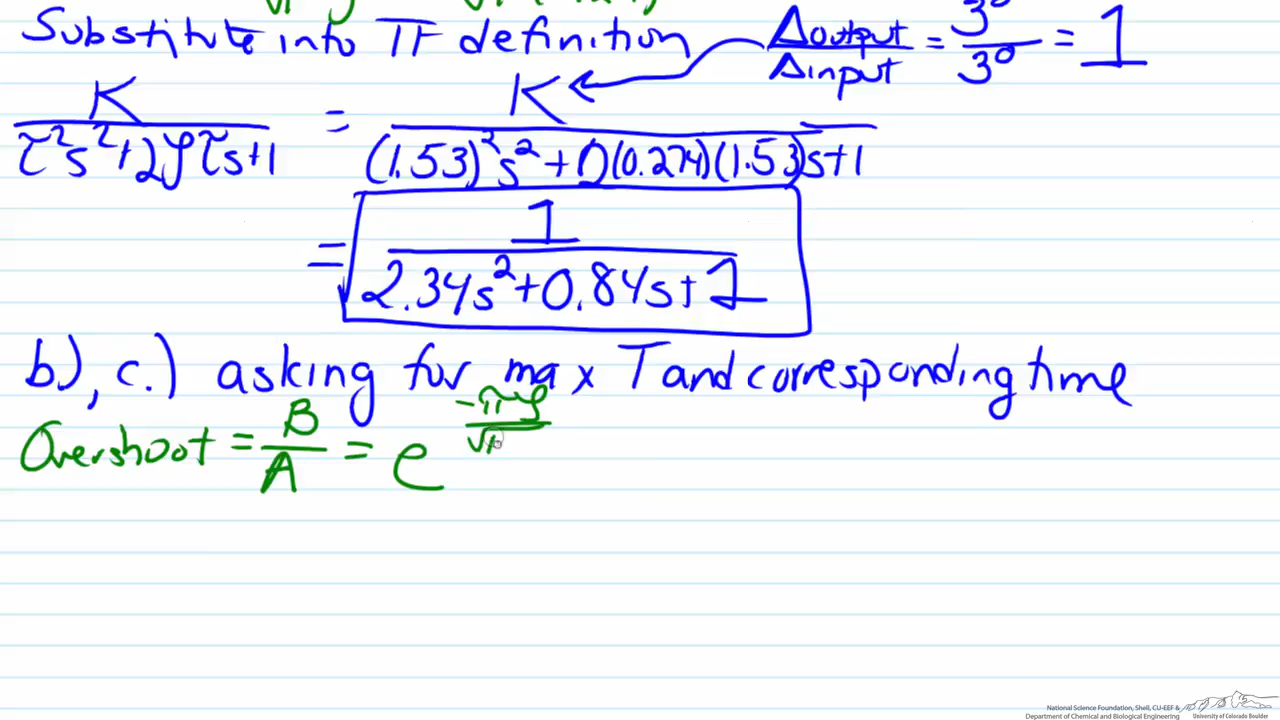 Substitute into TF definition Δoutput/Δinput = 3°/3° = 1
K/(τ²s²+2ζτs+1) = K/((1.53)²s²+2(0.274)(1.53)s+1)
= 1/(2.34s²+0.84s+1)
b), c.) asking for max T and corresponding time
Overshoot = B/A = e^(-πζ/√1
National Science Foundation, Shell, CU-EEF &
Department of Chemical and Biological Engineering
University of Colorado Boulder